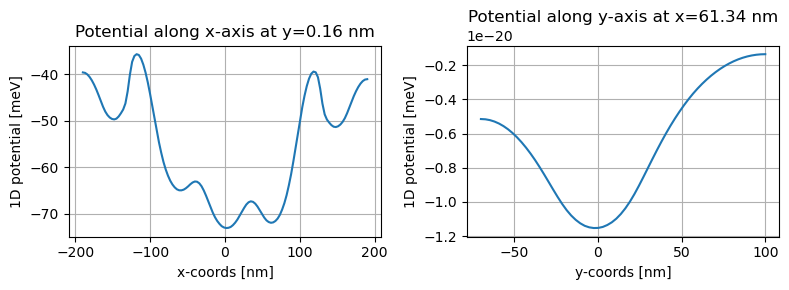 Potential along x-axis at y=0.16 nm
1D potential [meV]
−40
−50
−60
−70
−200 −100 0 100 200
x-coords [nm]
Potential along y-axis at x=61.34 nm
1e−20
1D potential [meV]
−0.2
−0.4
−0.6
−0.8
−1.0
−1.2
−50 0 50 100
y-coords [nm]